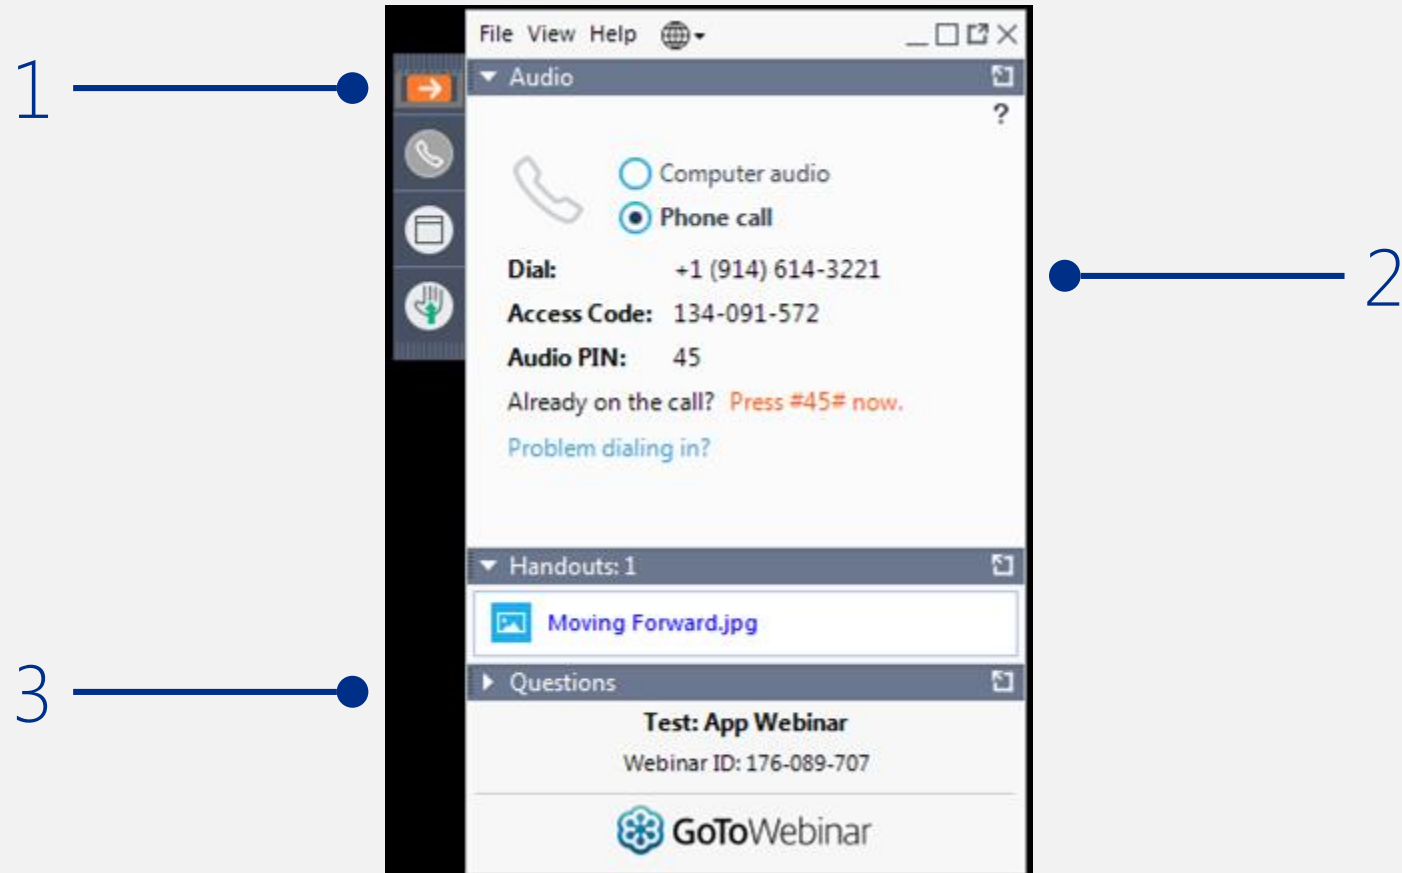 File View Help
1
Audio
?
Computer audio
Phone call
Dial: +1 (914) 614-3221
2
Access Code: 134-091-572
Audio PIN: 45
Already on the call? Press #45# now.
Problem dialing in?
Handouts: 1
Moving Forward.jpg
3
Questions
Test: App Webinar
Webinar ID: 176-089-707
GoToWebinar